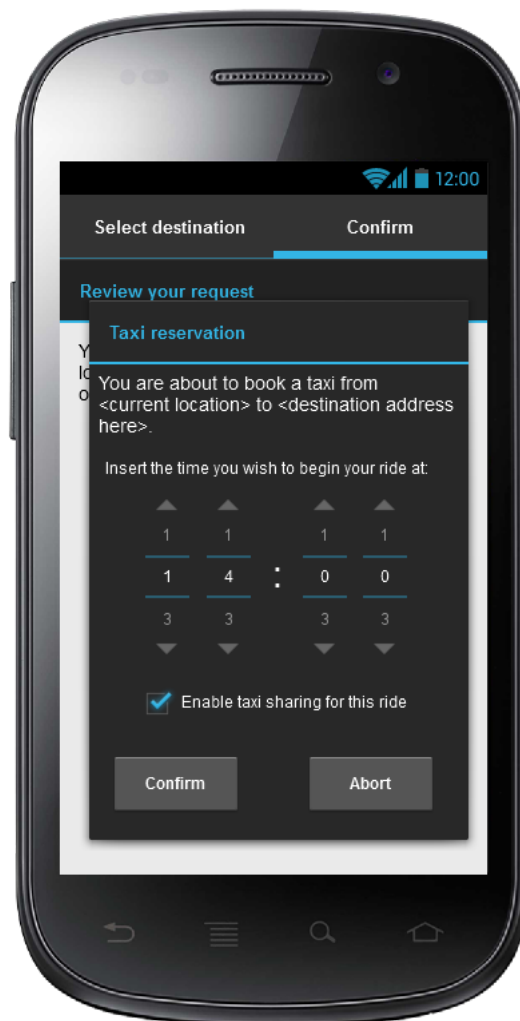 12:00
Select destination Confirm
Review your request
Taxi reservation
Y
lo
o
You are about to book a taxi from
<current location> to <destination address
here>.
Insert the time you wish to begin your ride at:
1 1 1 1
1 4 : 0 0
3 3 3 3
Enable taxi sharing for this ride
Confirm Abort